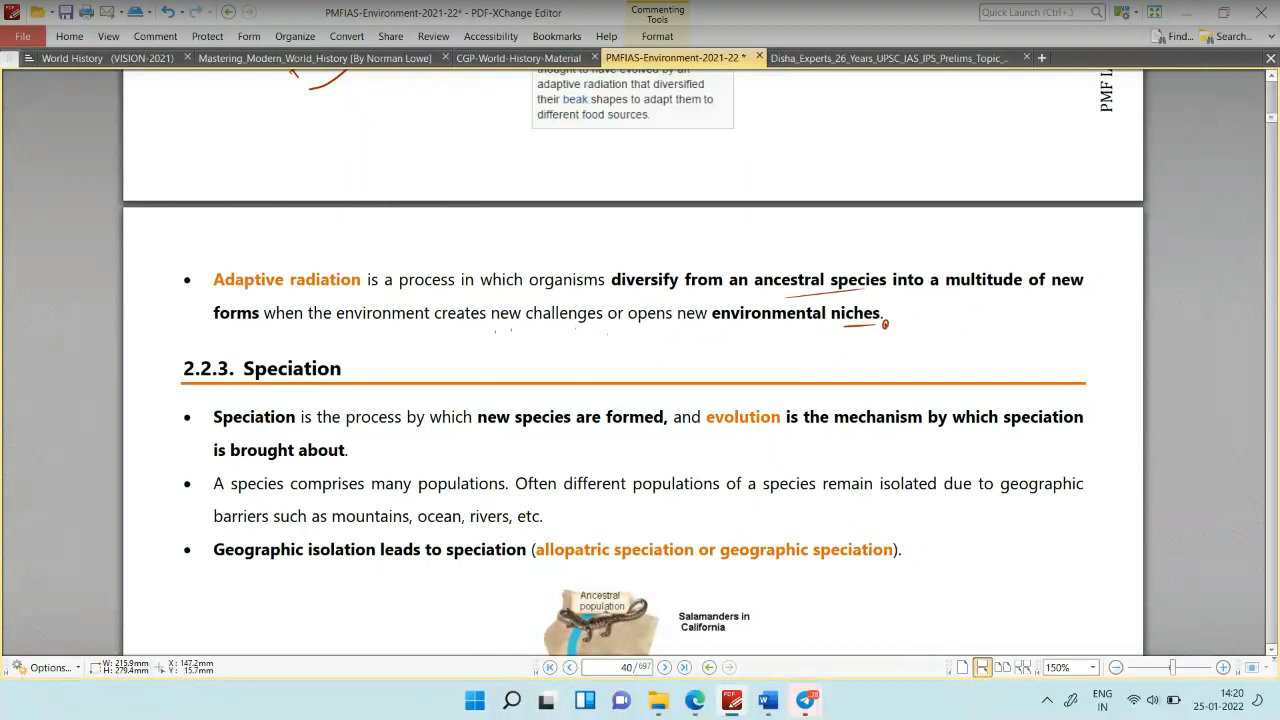 PMFIAS-Environment-2021-22* - PDF-XChange Editor
Commenting Tools
Quick Launch (Ctrl+.)
File Home View Comment Protect Form Organize Convert Share Review Accessibility Bookmarks Help Format
Find... Search...
World History (VISION-2021) Mastering_Modern_World_History [By Norman Lowe] CGP-World-History-Material PMFIAS-Environment-2021-22 * Disha_Experts_26_Years_UPSC_IAS_IPS_Prelims_Topic_...
thought to have evolved by an
adaptive radiation that diversified
their beak shapes to adapt them to
different food sources.
• Adaptive radiation is a process in which organisms diversify from an ancestral species into a multitude of new
forms when the environment creates new challenges or opens new environmental niches.
2.2.3. Speciation
• Speciation is the process by which new species are formed, and evolution is the mechanism by which speciation
is brought about.
• A species comprises many populations. Often different populations of a species remain isolated due to geographic
barriers such as mountains, ocean, rivers, etc.
• Geographic isolation leads to speciation (allopatric speciation or geographic speciation).
Ancestral
population
Salamanders in
California
Options... W: 215.9mm H: 279.4mm X: 147.2mm Y: 15.7mm 40 / 697 150%
ENG
IN
14:20
25-01-2022